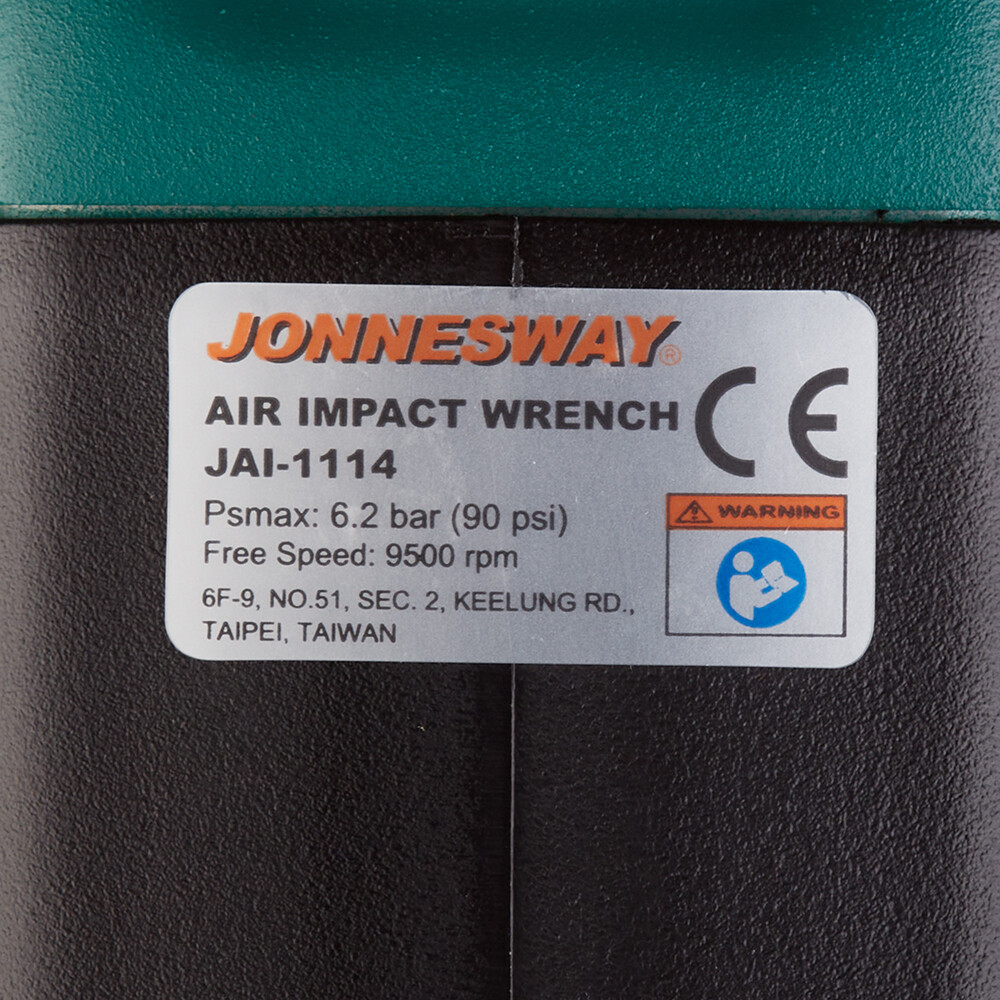 JONNESWAY®
AIR IMPACT WRENCH
JAI-1114
CE
Psmax: 6.2 bar (90 psi)
Free Speed: 9500 rpm
6F-9, NO.51, SEC. 2, KEELUNG RD.,
TAIPEI, TAIWAN
WARNING